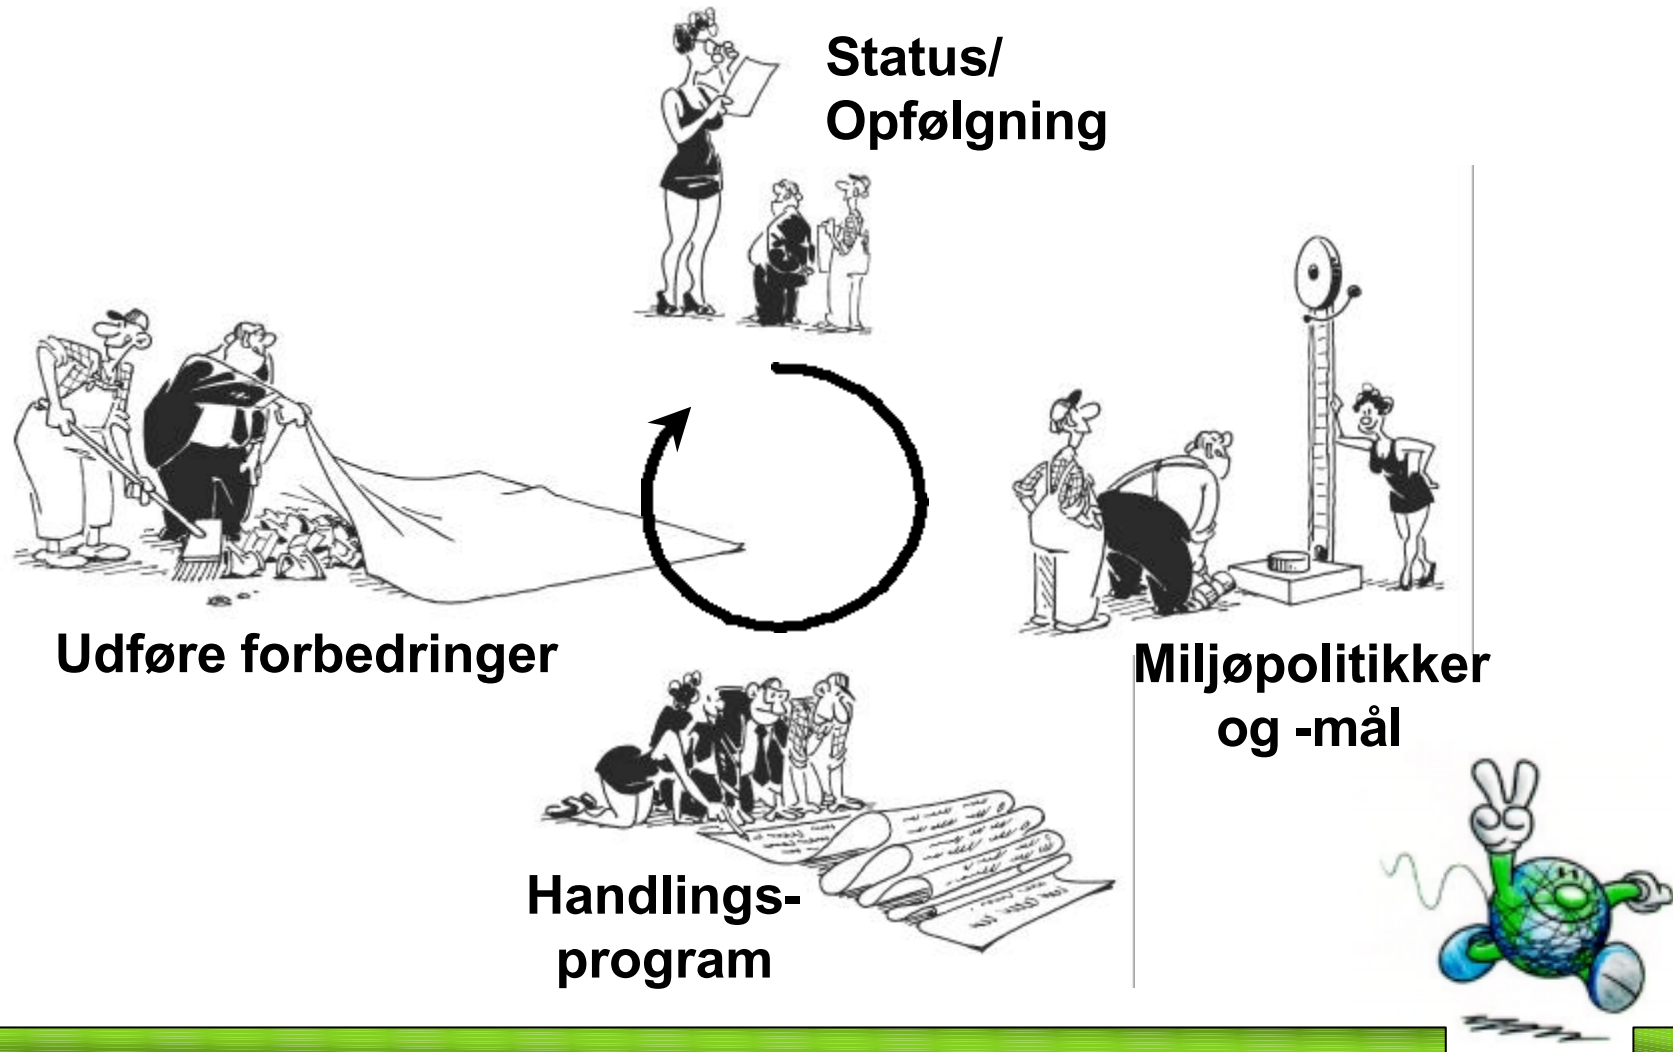 Status/
Opfølgning
Miljøpolitikker
og -mål
Handlings-
program
Udføre forbedringer